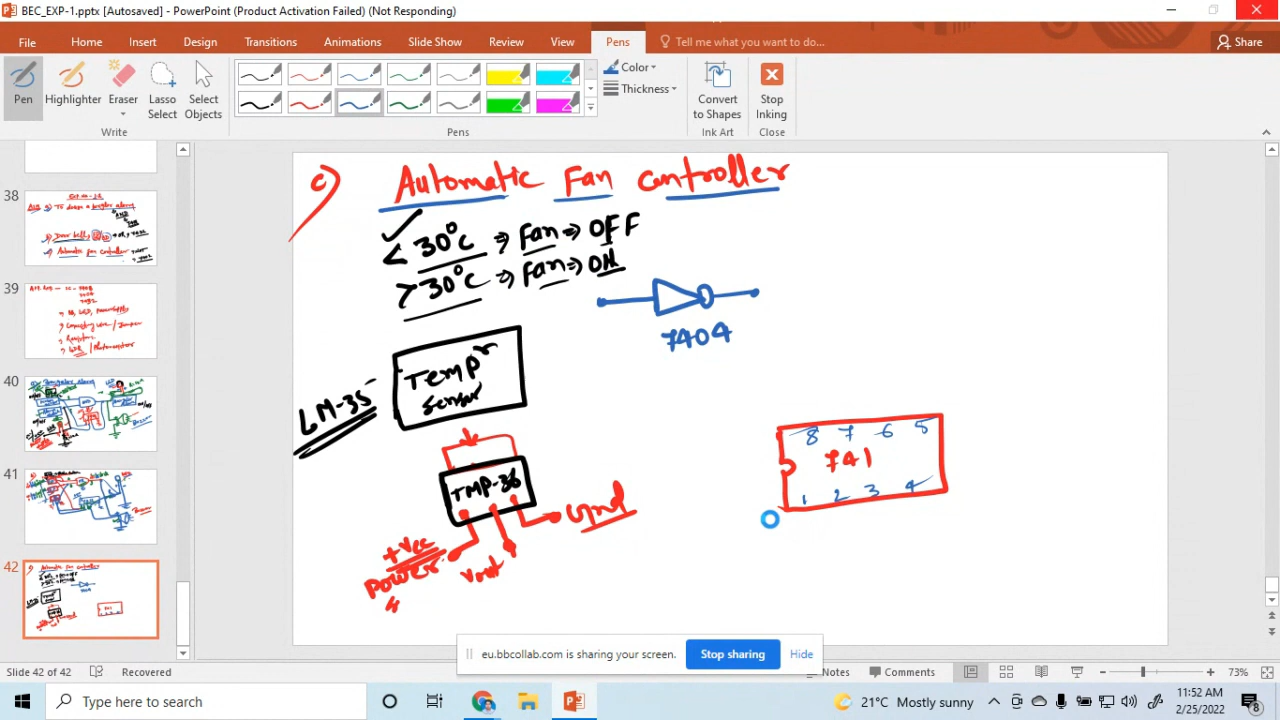 BEC_EXP-1.pptx [Autosaved] - PowerPoint (Product Activation Failed) (Not Responding)
File Home Insert Design Transitions Animations Slide Show Review View Pens Tell me what you want to do... Share
Pen Highlighter Eraser Lasso Select Select Objects
Color
Thickness
Convert to Shapes
Stop Inking
Write Pens Ink Art Close
c) Automatic Fan controller
< 30°C ⇒ Fan ⇒ OFF
> 30°C ⇒ Fan ⇒ ON
7404
Tempr
Sensor
LM-35
8 7 6 5
741
1 2 3 4
TMP-36
Gnd
+Vcc
Power
Vout
38
39
40
41
42
eu.bbcollab.com is sharing your screen. Stop sharing Hide
Slide 42 of 42 Recovered Notes Comments 73%
Type here to search
21°C Mostly sunny
11:52 AM
2/25/2022
8